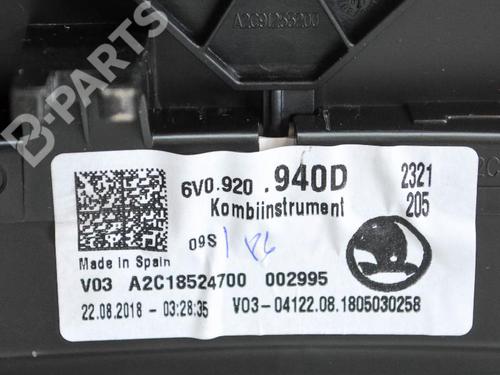 A2C91265200
B-PARTS
6V0.920 .940D 2321
Kombiinstrument 205
09S
Made in Spain
V03 A2C18524700 002995
22.08.2018 - 03:28:35 V03-04122.08.1805030258